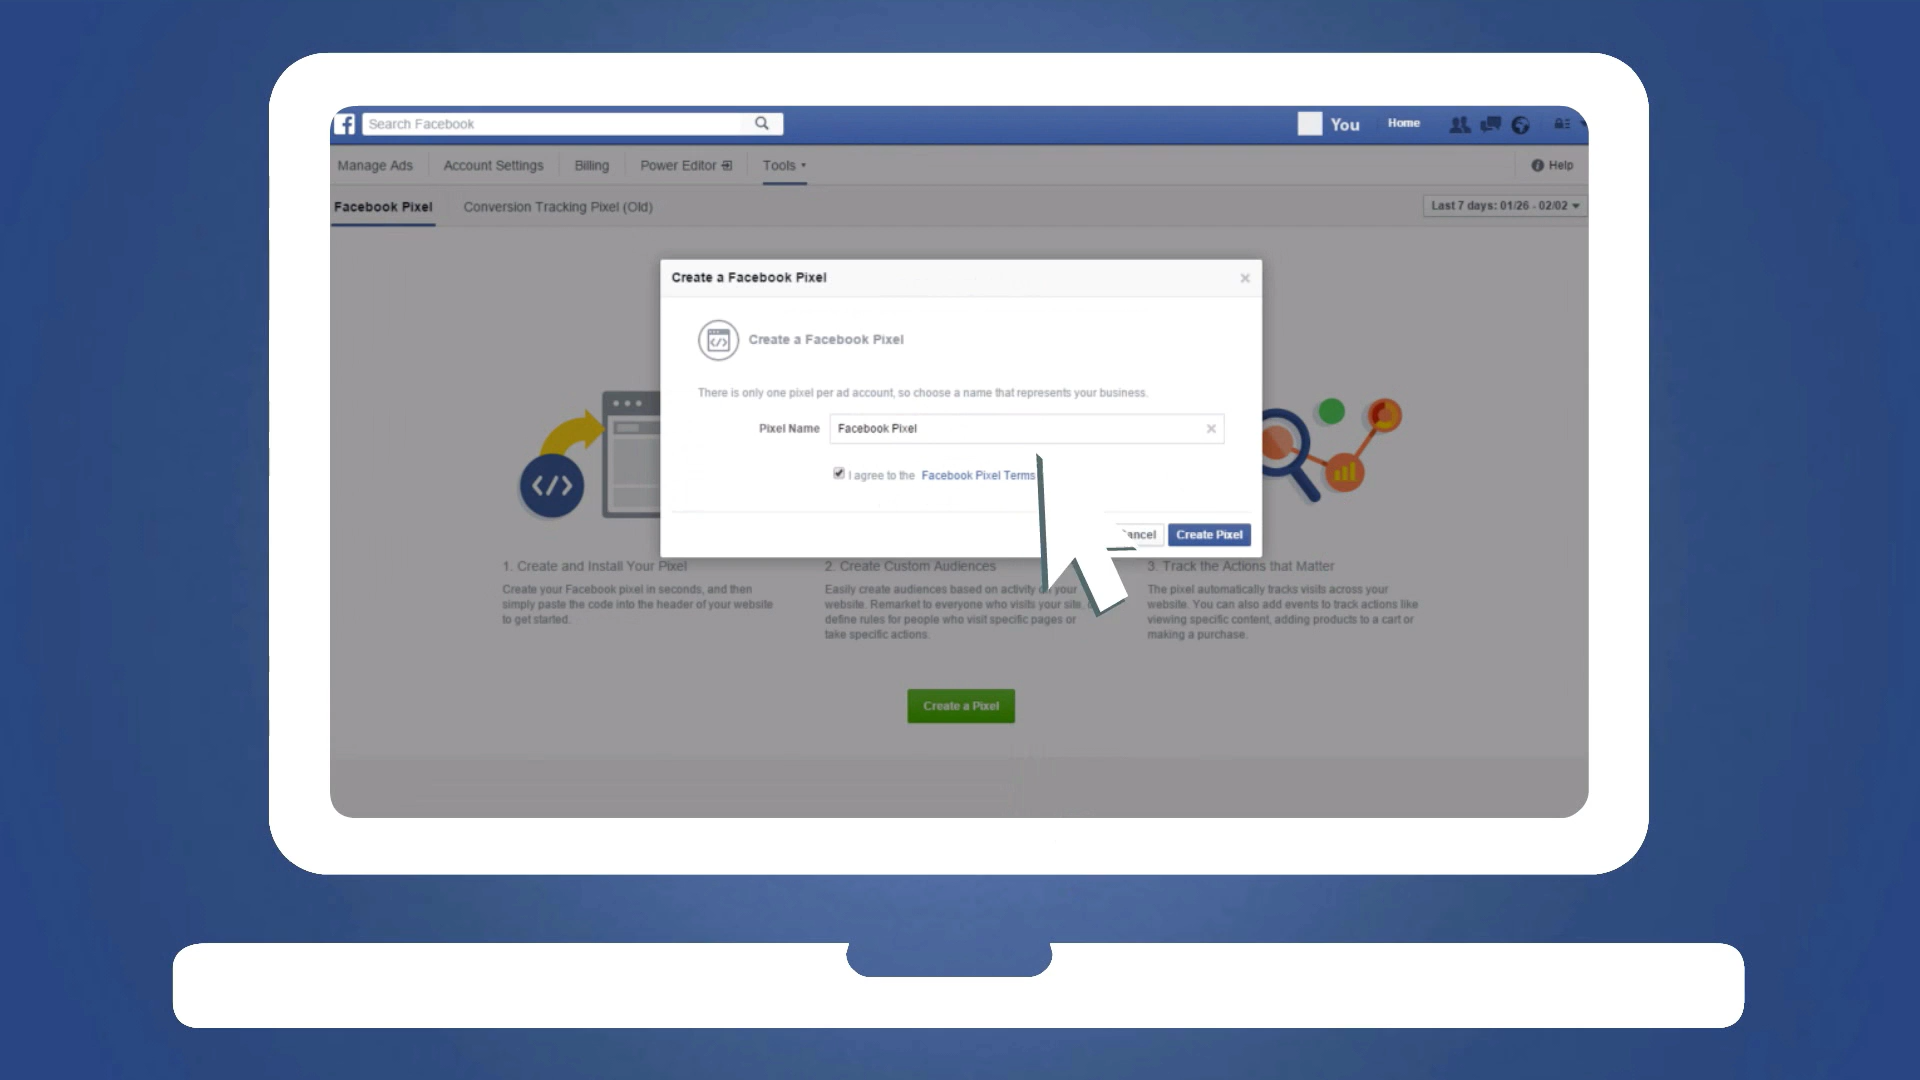 Search Facebook
You
Home
Manage Ads
Account Settings
Billing
Power Editor
Tools
Help
Facebook Pixel
Conversion Tracking Pixel (Old)
Last 7 days: 01/26 - 02/02
Create a Facebook Pixel
Create a Facebook Pixel
There is only one pixel per ad account, so choose a name that represents your business.
Pixel Name
Facebook Pixel
I agree to the Facebook Pixel Terms
Create Pixel
1. Create and Install Your Pixel
Create your Facebook pixel in seconds, and then
simply paste the code into the header of your website
to get started.
2. Create Custom Audiences
Easily create audiences based on activity on your
website. Remarket to everyone who visits your site,
define rules for people who visit specific pages or
take specific actions.
3. Track the Actions that Matter
The pixel automatically tracks visits across your
website. You can also add events to track actions like
viewing specific content, adding products to a cart or
making a purchase.
Create a Pixel